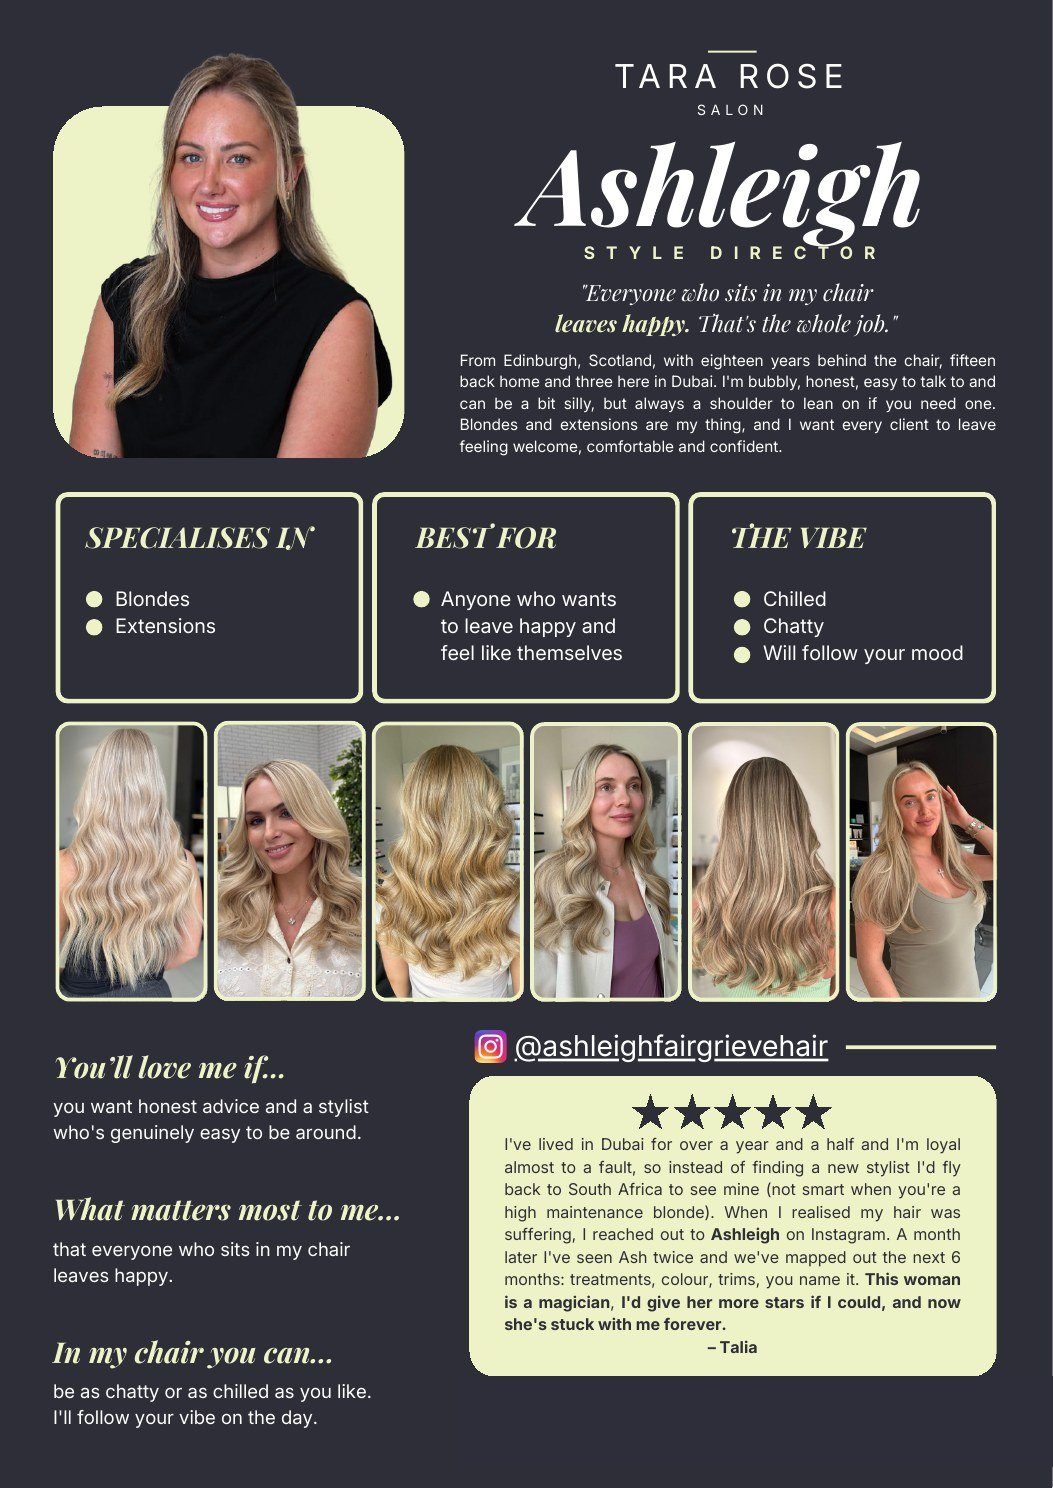 TARA ROSE
SALON
Ashleigh
STYLE DIRECTOR
"Everyone who sits in my chair
leaves happy. That's the whole job."
From Edinburgh, Scotland, with eighteen years behind the chair, fifteen
back home and three here in Dubai. I'm bubbly, honest, easy to talk to and
can be a bit silly, but always a shoulder to lean on if you need one.
Blondes and extensions are my thing, and I want every client to leave
feeling welcome, comfortable and confident.
SPECIALISES IN
Blondes
Extensions
BEST FOR
Anyone who wants
to leave happy and
feel like themselves
THE VIBE
Chilled
Chatty
Will follow your mood
You'll love me if...
you want honest advice and a stylist
who's genuinely easy to be around.
What matters most to me...
that everyone who sits in my chair
leaves happy.
In my chair you can...
be as chatty or as chilled as you like.
I'll follow your vibe on the day.
@ashleighfairgrievehair
I've lived in Dubai for over a year and a half and I'm loyal
almost to a fault, so instead of finding a new stylist I'd fly
back to South Africa to see mine (not smart when you're a
high maintenance blonde). When I realised my hair was
suffering, I reached out to Ashleigh on Instagram. A month
later I've seen Ash twice and we've mapped out the next 6
months: treatments, colour, trims, you name it. This woman
is a magician, I'd give her more stars if I could, and now
she's stuck with me forever.
– Talia